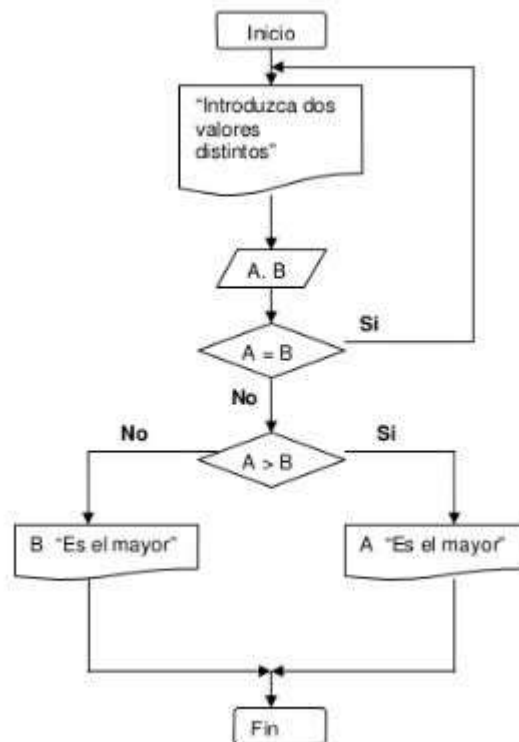 Inicio
“Introduzca dos
valores
distintos”
A. B
A = B
Si
No
A > B
No
Si
B “Es el mayor”
A “Es el mayor”
Fin